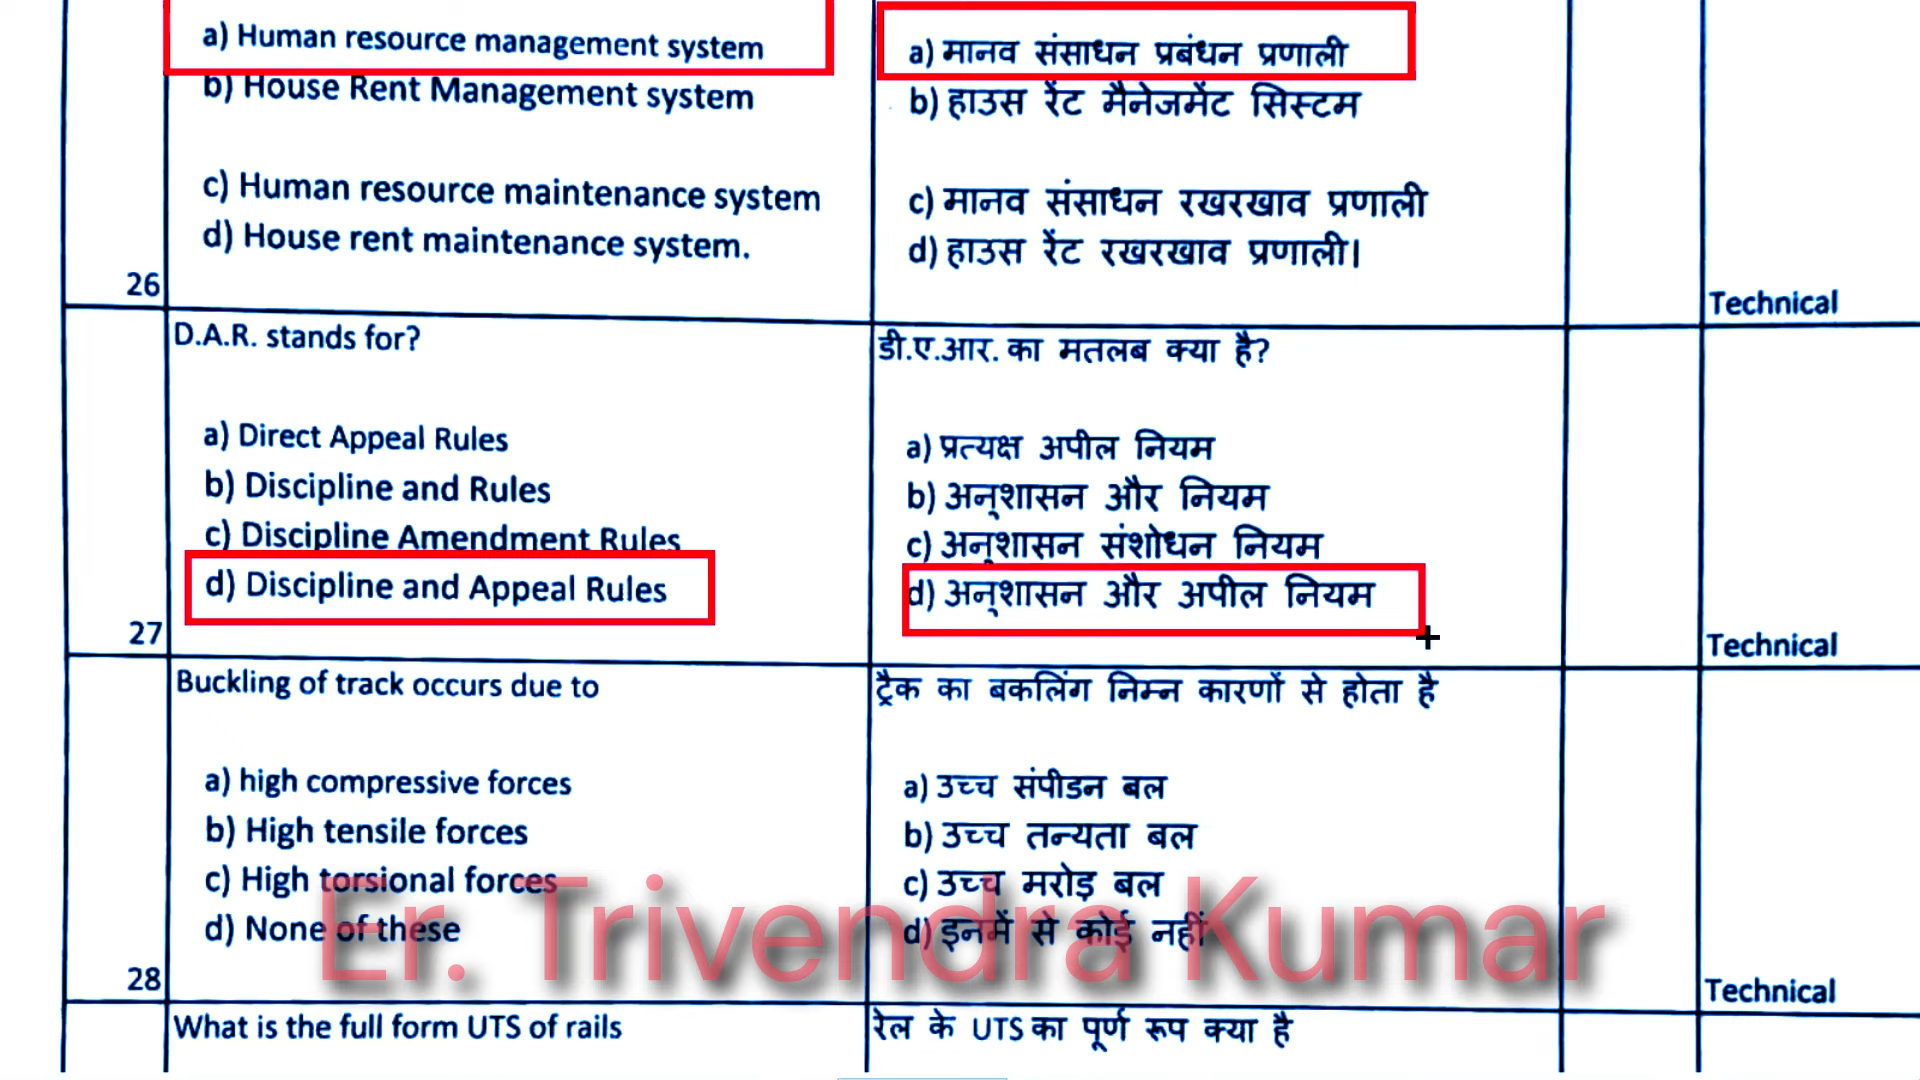 a) Human resource management system
b) House Rent Management system
c) Human resource maintenance system
d) House rent maintenance system.
26
a) मानव संसाधन प्रबंधन प्रणाली
b) हाउस रेंट मैनेजमेंट सिस्टम
c) मानव संसाधन रखरखाव प्रणाली
d) हाउस रेंट रखरखाव प्रणाली।
Technical
D.A.R. stands for?
a) Direct Appeal Rules
b) Discipline and Rules
c) Discipline Amendment Rules
d) Discipline and Appeal Rules
27
डी.ए.आर. का मतलब क्या है?
a) प्रत्यक्ष अपील नियम
b) अनुशासन और नियम
c) अनुशासन संशोधन नियम
d) अनुशासन और अपील नियम
Technical
Buckling of track occurs due to
a) high compressive forces
b) High tensile forces
c) High torsional forces
d) None of these
28
ट्रैक का बकलिंग निम्न कारणों से होता है
a) उच्च संपीडन बल
b) उच्च तन्यता बल
c) उच्च मरोड़ बल
d) इनमें से कोई नहीं
Technical
Er. Trivendra Kumar
What is the full form UTS of rails
रेल के UTS का पूर्ण रूप क्या है